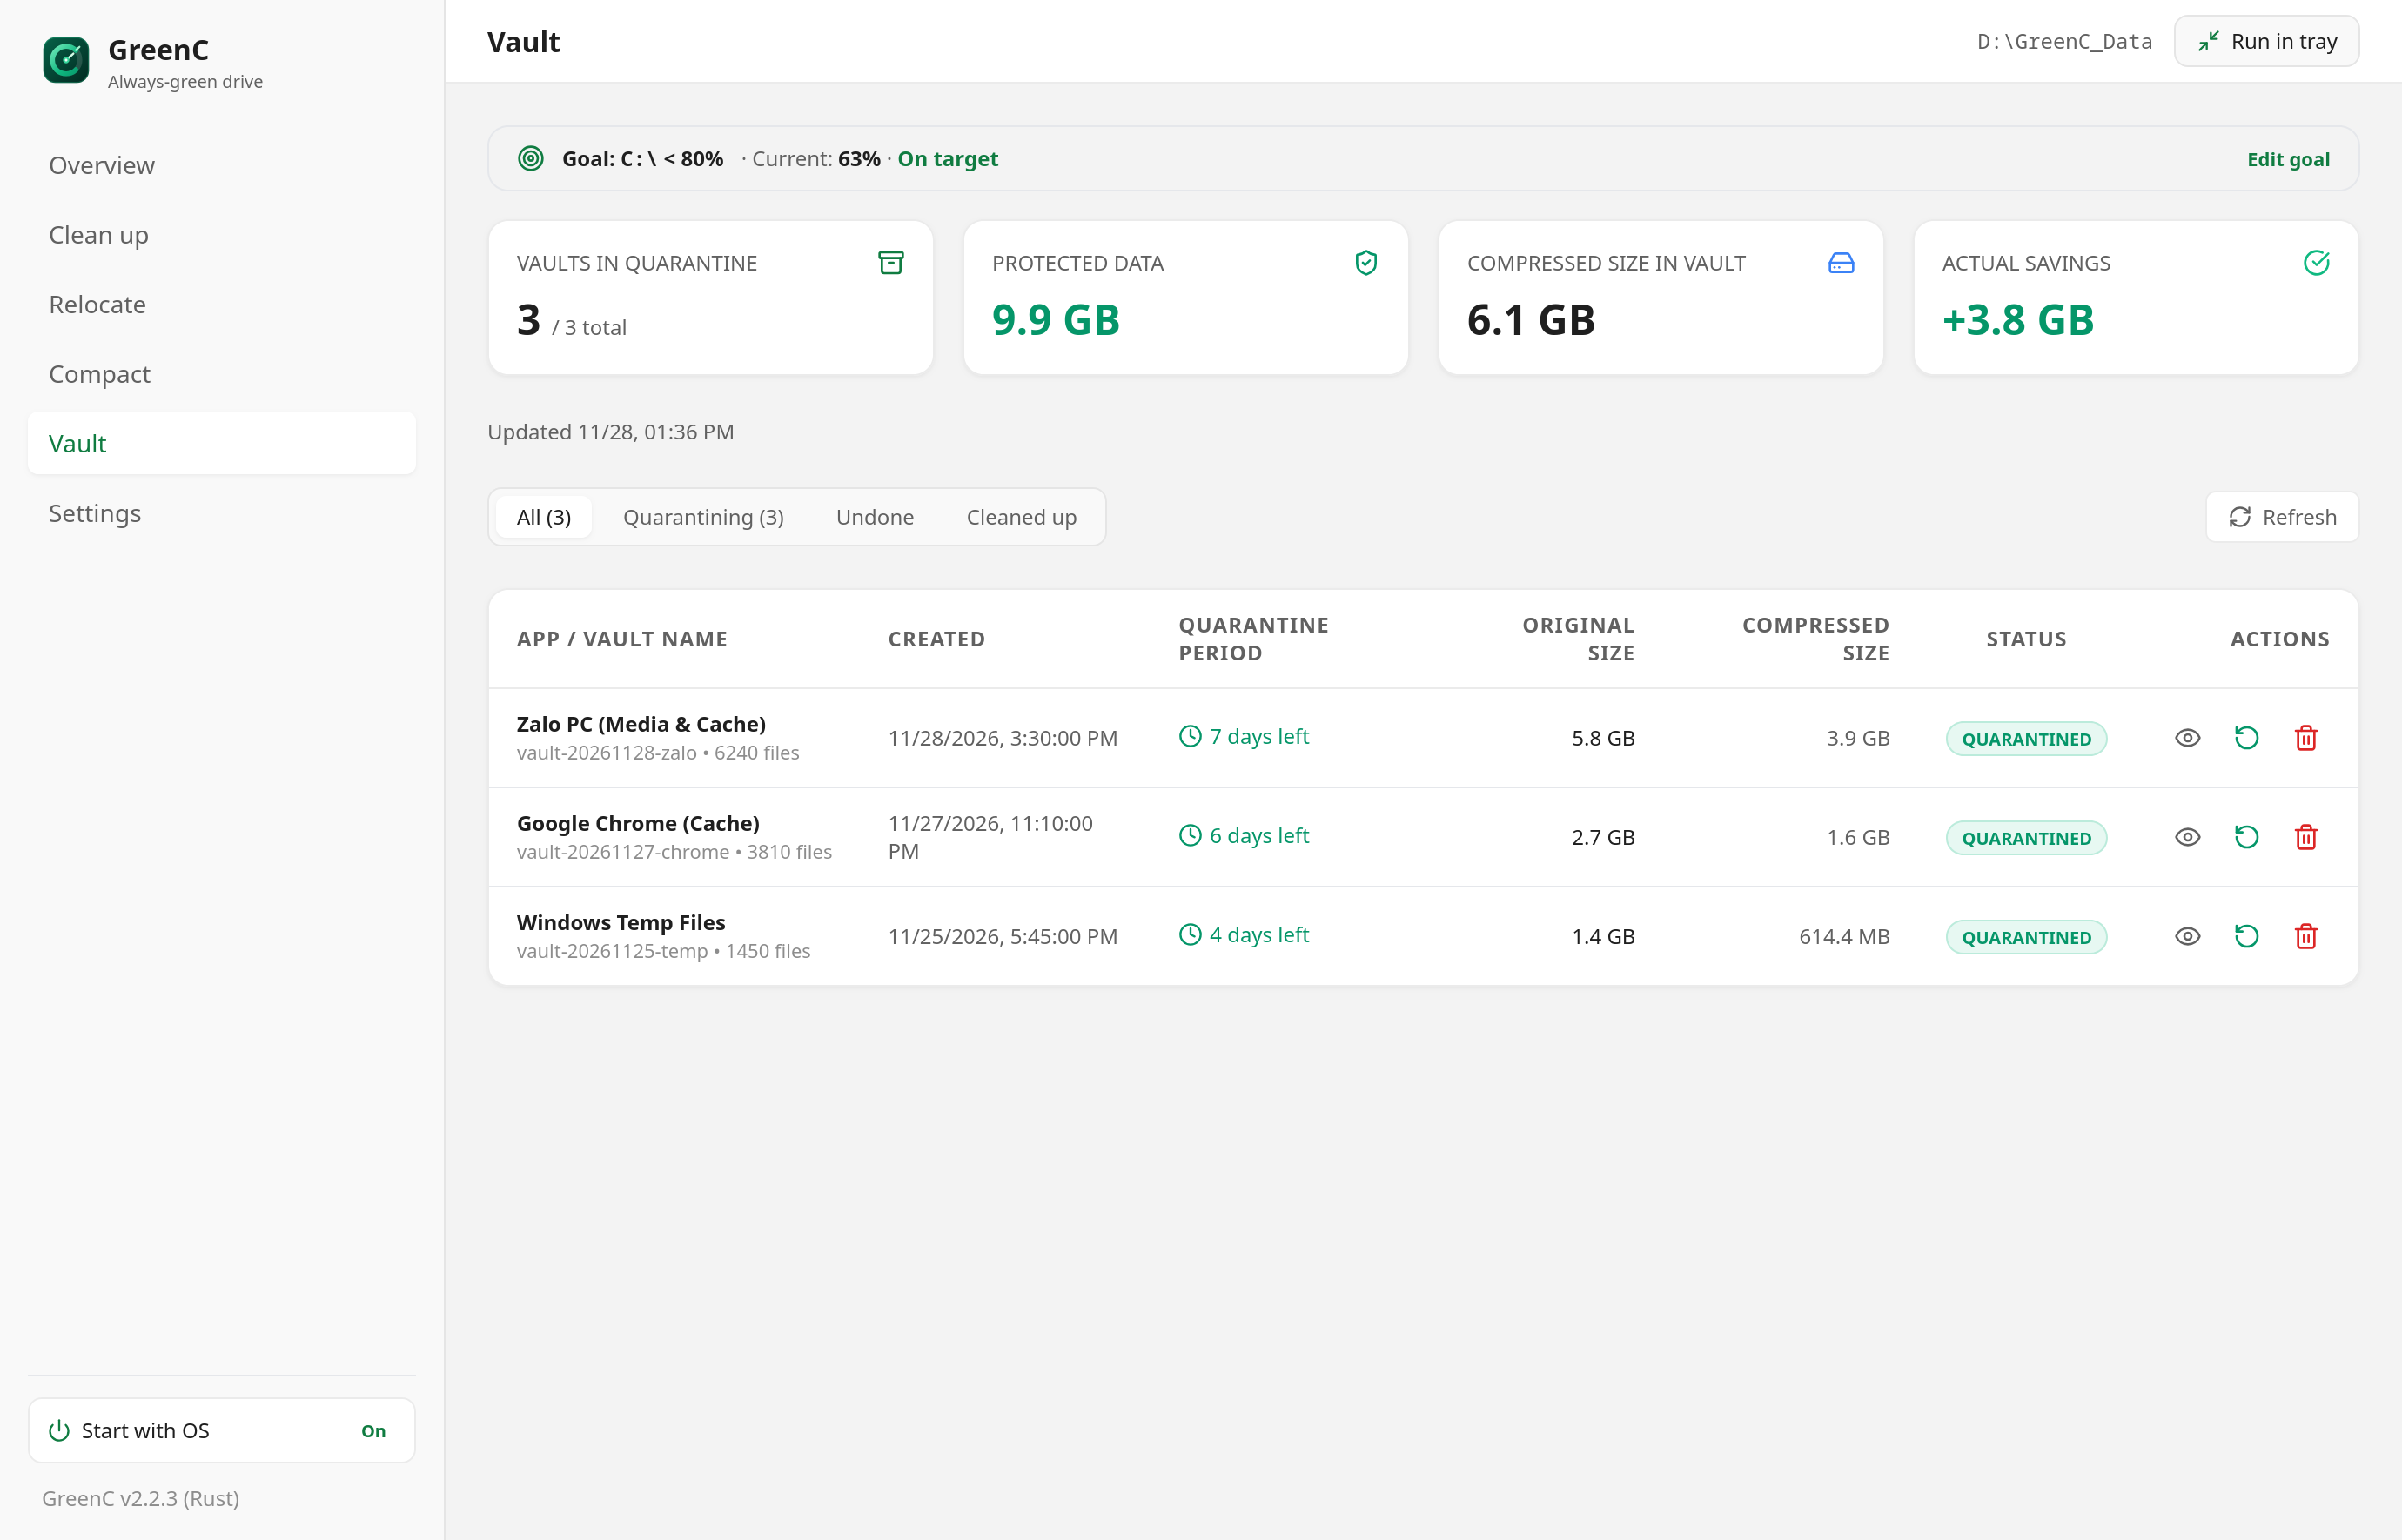 GreenC
Always-green drive
Overview
Clean up
Relocate
Compact
Vault
Settings
Start with OS On
GreenC v2.2.3 (Rust)
Vault
D:\GreenC_Data
Run in tray
Goal: C:\ < 80% · Current: 63% · On target
Edit goal
VAULTS IN QUARANTINE
3 / 3 total
PROTECTED DATA
9.9 GB
COMPRESSED SIZE IN VAULT
6.1 GB
ACTUAL SAVINGS
+3.8 GB
Updated 11/28, 01:36 PM
All (3) Quarantining (3) Undone Cleaned up
Refresh
APP / VAULT NAME
CREATED
QUARANTINE
PERIOD
ORIGINAL
SIZE
COMPRESSED
SIZE
STATUS
ACTIONS
Zalo PC (Media & Cache)
vault-20261128-zalo • 6240 files
11/28/2026, 3:30:00 PM
7 days left
5.8 GB
3.9 GB
QUARANTINED
Google Chrome (Cache)
vault-20261127-chrome • 3810 files
11/27/2026, 11:10:00
PM
6 days left
2.7 GB
1.6 GB
QUARANTINED
Windows Temp Files
vault-20261125-temp • 1450 files
11/25/2026, 5:45:00 PM
4 days left
1.4 GB
614.4 MB
QUARANTINED